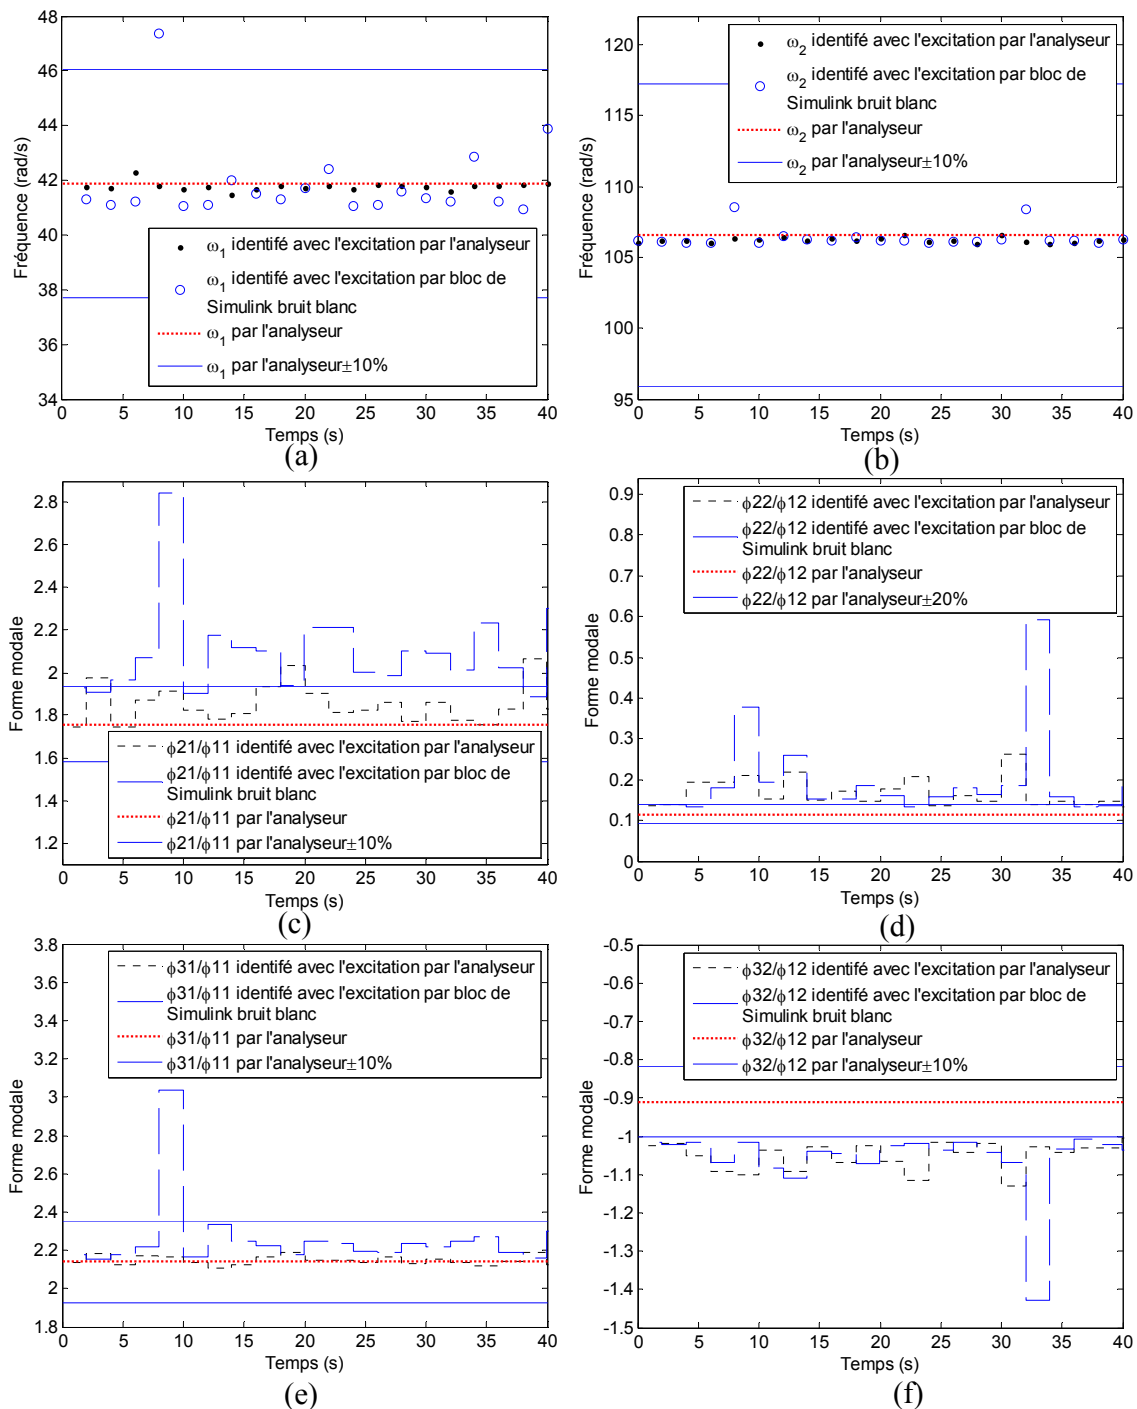 48
46
44
42
40
38
36
34
Fréquence (rad/s)
ω1 identifé avec l'excitation par l'analyseur
ω1 identifé avec l'excitation par bloc de
Simulink bruit blanc
ω1 par l'analyseur
ω1 par l'analyseur±10%
0 5 10 15 20 25 30 35 40
Temps (s)
(a)
120
115
110
105
100
95
Fréquence (rad/s)
ω2 identifé avec l'excitation par l'analyseur
ω2 identifé avec l'excitation par bloc de
Simulink bruit blanc
ω2 par l'analyseur
ω2 par l'analyseur±10%
0 5 10 15 20 25 30 35 40
Temps (s)
(b)
2.8
2.6
2.4
2.2
2
1.8
1.6
1.4
1.2
Forme modale
ϕ21/ϕ11 identifé avec l'excitation par l'analyseur
ϕ21/ϕ11 identifé avec l'excitation par bloc de
Simulink bruit blanc
ϕ21/ϕ11 par l'analyseur
ϕ21/ϕ11 par l'analyseur±10%
0 5 10 15 20 25 30 35 40
Temps (s)
(c)
0.9
0.8
0.7
0.6
0.5
0.4
0.3
0.2
0.1
0
Forme modale
ϕ22/ϕ12 identifé avec l'excitation par l'analyseur
ϕ22/ϕ12 identifé avec l'excitation par bloc de
Simulink bruit blanc
ϕ22/ϕ12 par l'analyseur
ϕ22/ϕ12 par l'analyseur±20%
0 5 10 15 20 25 30 35 40
Temps (s)
(d)
3.8
3.6
3.4
3.2
3
2.8
2.6
2.4
2.2
2
1.8
Forme modale
ϕ31/ϕ11 identifé avec l'excitation par l'analyseur
ϕ31/ϕ11 identifé avec l'excitation par bloc de
Simulink bruit blanc
ϕ31/ϕ11 par l'analyseur
ϕ31/ϕ11 par l'analyseur±10%
0 5 10 15 20 25 30 35 40
Temps (s)
(e)
-0.5
-0.6
-0.7
-0.8
-0.9
-1
-1.1
-1.2
-1.3
-1.4
-1.5
Forme modale
ϕ32/ϕ12 identifé avec l'excitation par l'analyseur
ϕ32/ϕ12 identifé avec l'excitation par bloc de
Simulink bruit blanc
ϕ32/ϕ12 par l'analyseur
ϕ32/ϕ12 par l'analyseur±10%
0 5 10 15 20 25 30 35 40
Temps (s)
(f)